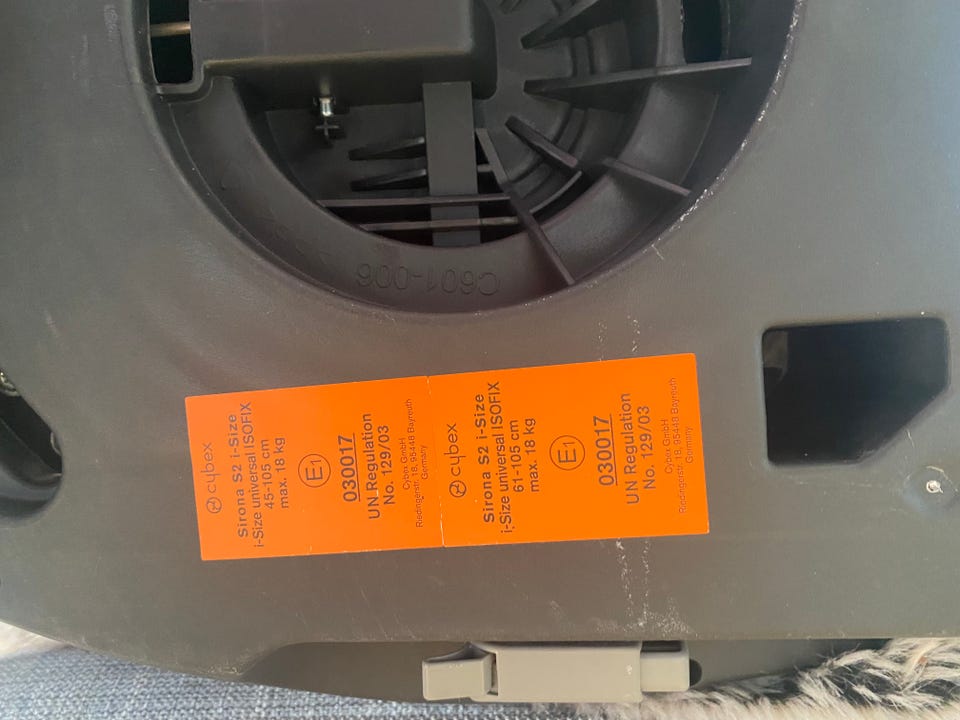 C601-006
cybex
Sirona S2 i-Size
i-Size universal ISOFIX
45-105 cm
max. 18 kg
E1
030017
UN Regulation
No. 129/03
Cybex GmbH
Riedingerstr. 18, 95448 Bayreuth
Germany
cybex
Sirona S2 i-Size
i-Size universal ISOFIX
61-105 cm
max. 18 kg
E1
030017
UN Regulation
No. 129/03
Cybex GmbH
Riedingerstr. 18, 95448 Bayreuth
Germany